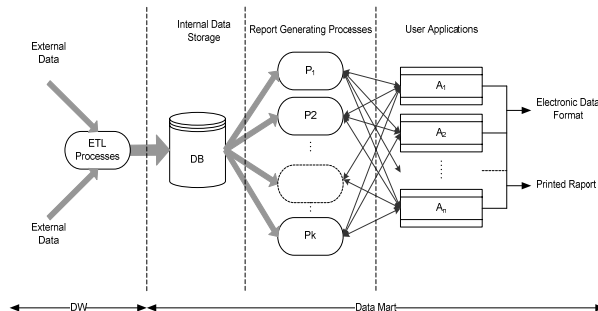 Internal Data
Storage
Report Generating Processes
User Applications
External
Data
ETL
Processes
External
Data
DB
P1
P2
Pk
A1
A2
An
Electronic Data
Format
Printed Raport
DW
Data Mart